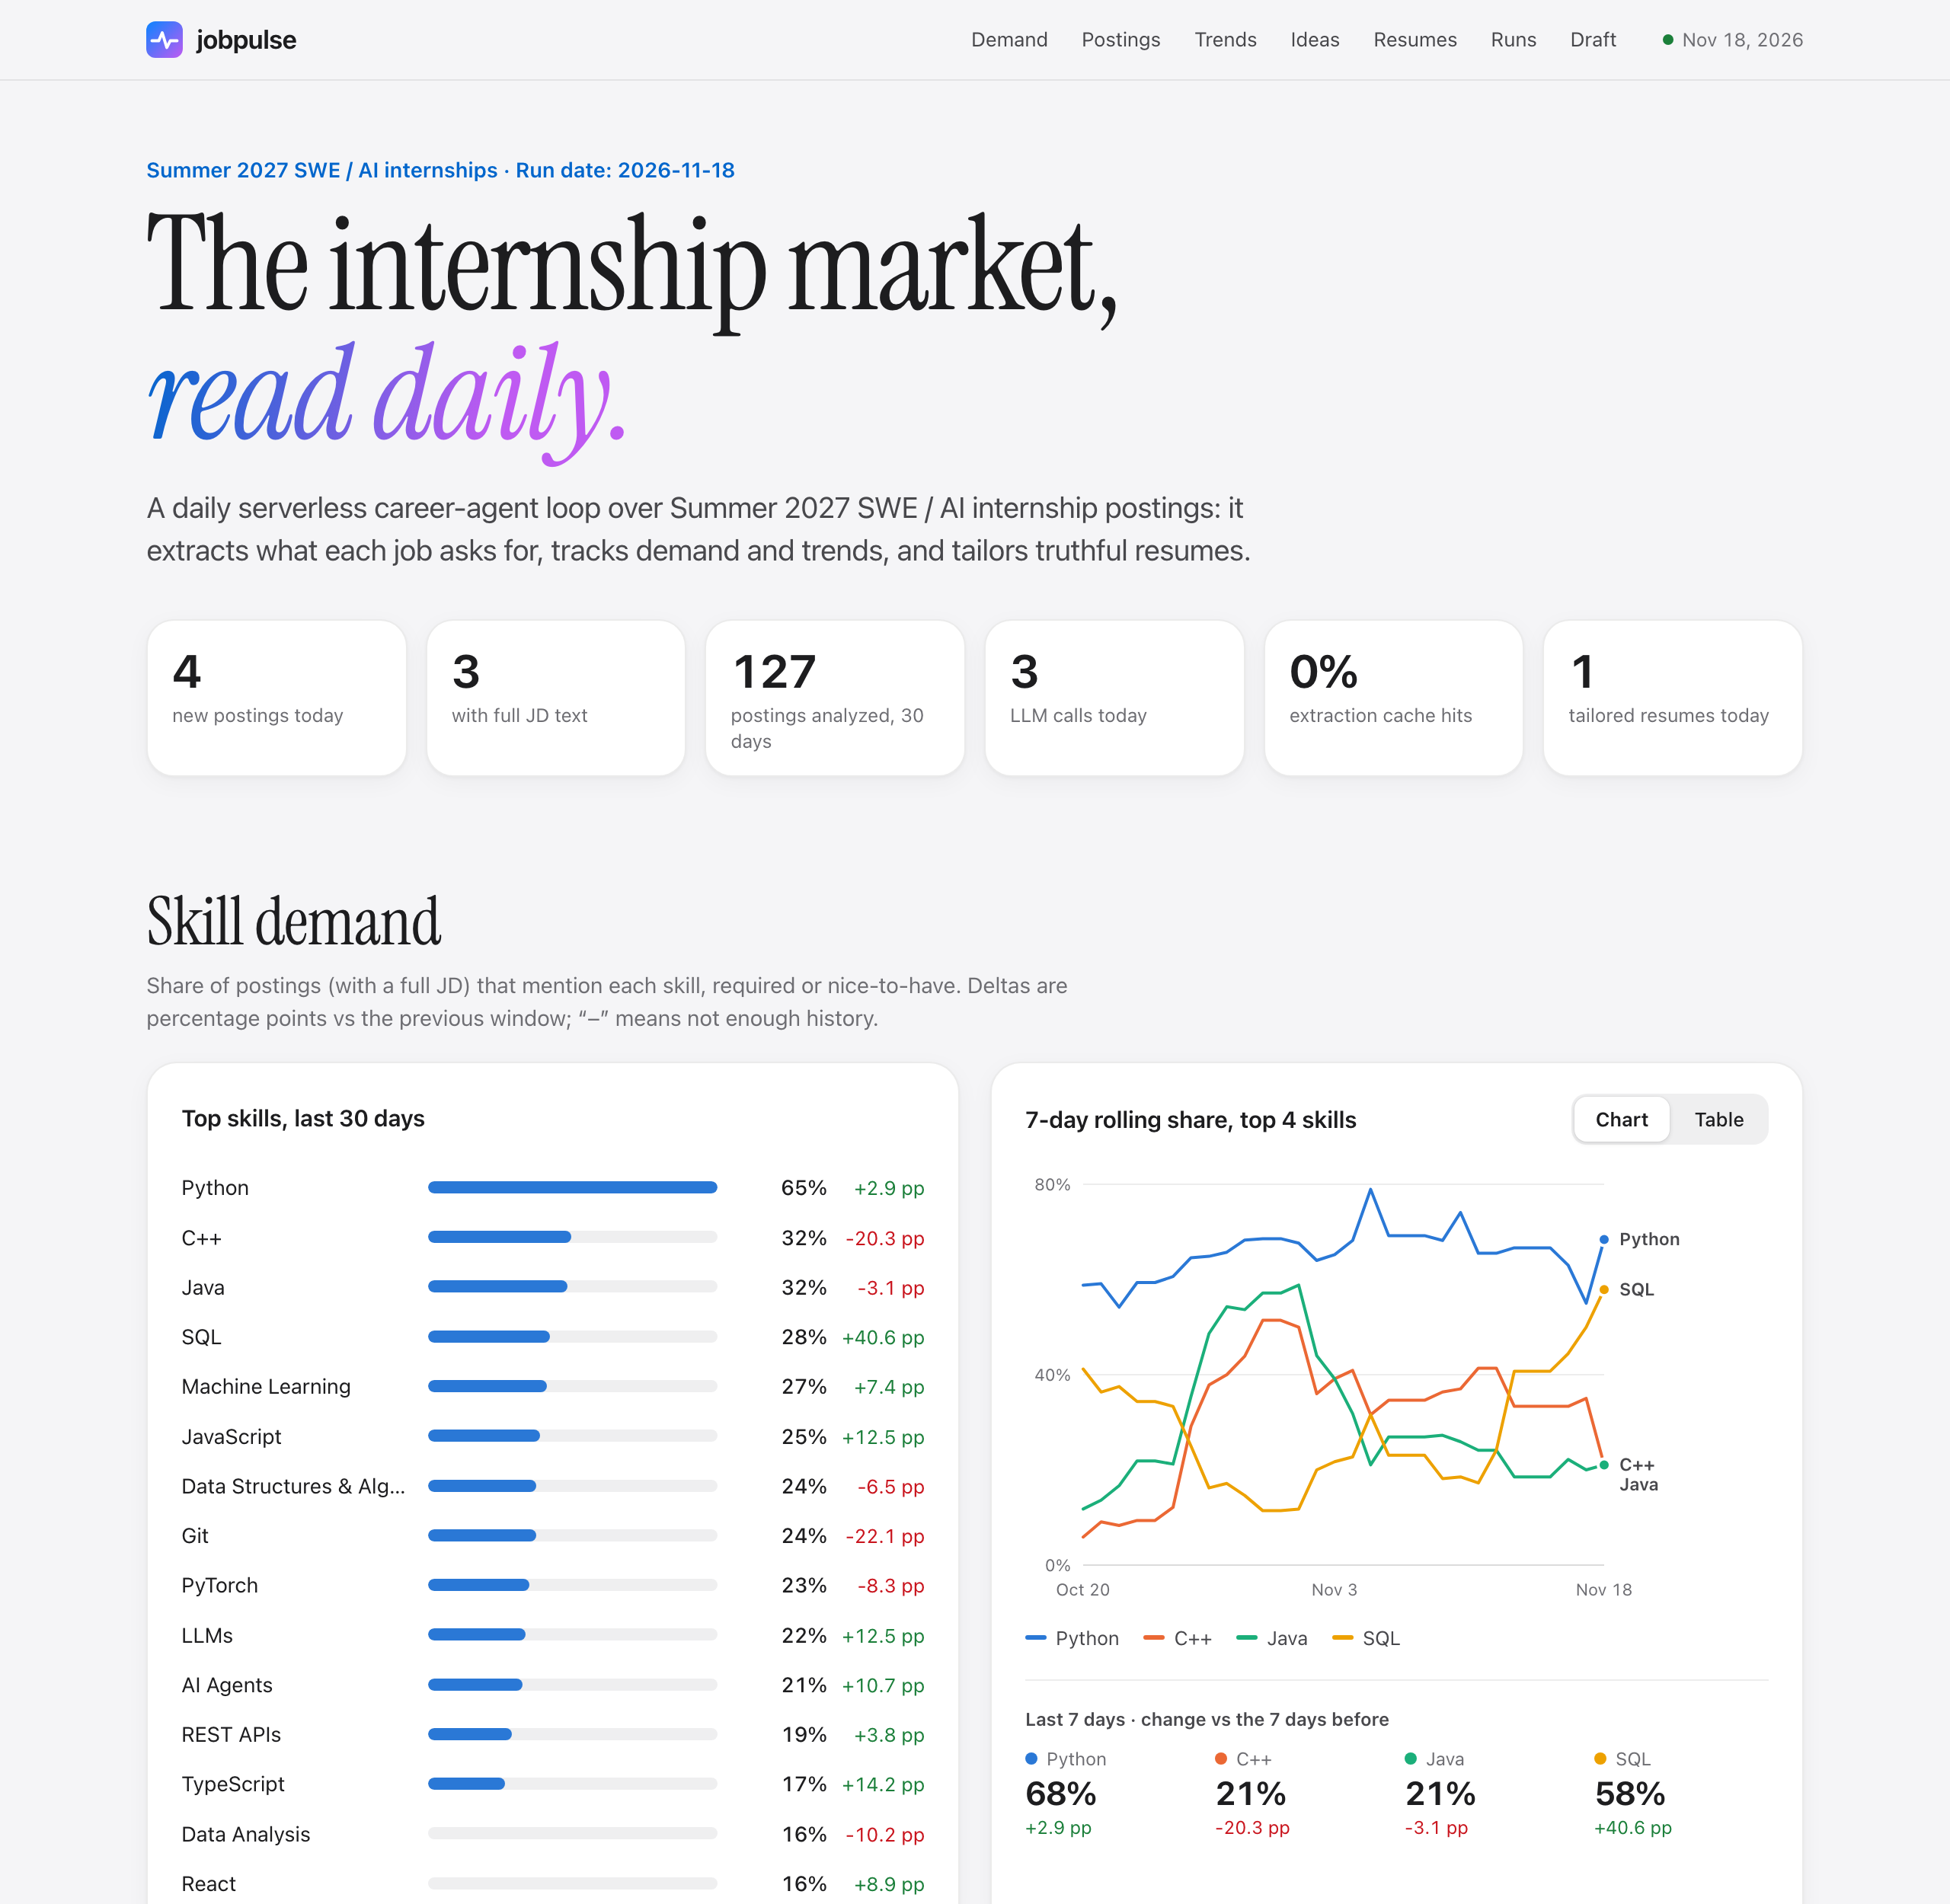 jobpulse
Demand Postings Trends Ideas Resumes Runs Draft Nov 18, 2026
Summer 2027 SWE / AI internships · Run date: 2026-11-18
The internship market,
read daily.
A daily serverless career-agent loop over Summer 2027 SWE / AI internship postings: it
extracts what each job asks for, tracks demand and trends, and tailors truthful resumes.
4
new postings today
3
with full JD text
127
postings analyzed, 30
days
3
LLM calls today
0%
extraction cache hits
1
tailored resumes today
Skill demand
Share of postings (with a full JD) that mention each skill, required or nice-to-have. Deltas are
percentage points vs the previous window; “–” means not enough history.
Top skills, last 30 days
Python 65% +2.9 pp
C++ 32% -20.3 pp
Java 32% -3.1 pp
SQL 28% +40.6 pp
Machine Learning 27% +7.4 pp
JavaScript 25% +12.5 pp
Data Structures & Alg... 24% -6.5 pp
Git 24% -22.1 pp
PyTorch 23% -8.3 pp
LLMs 22% +12.5 pp
AI Agents 21% +10.7 pp
REST APIs 19% +3.8 pp
TypeScript 17% +14.2 pp
Data Analysis 16% -10.2 pp
React 16% +8.9 pp
7-day rolling share, top 4 skills
Chart Table
80%
Python
SQL
40%
C++
Java
0%
Oct 20 Nov 3 Nov 18
Python C++ Java SQL
Last 7 days · change vs the 7 days before
Python C++ Java SQL
68% 21% 21% 58%
+2.9 pp -20.3 pp -3.1 pp +40.6 pp